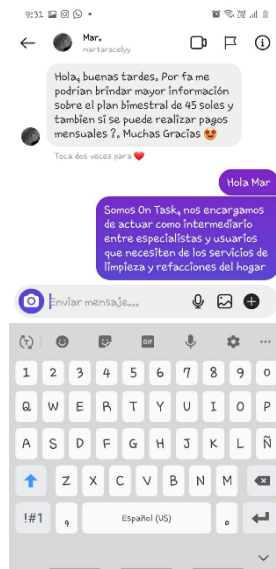 9:31
Mar.
martaracelyy
Hola, buenas tardes. Por fa me
podrían brindar mayor información
sobre el plan bimestral de 45 soles y
tambien si se puede realizar pagos
mensuales ?. Muchas Gracias 😍
Toca dos veces para ❤️
Hola Mar
Somos On Task, nos encargamos
de actuar como intermediario
entre especialistas y usuarios
que necesiten de los servicios de
limpieza y refacciones del hogar
Enviar mensaje...
GIF
1 2 3 4 5 6 7 8 9 0
Q W E R T Y U I O P
A S D F G H J K L Ñ
Z X C V B N M
!#1 , Español (US) .